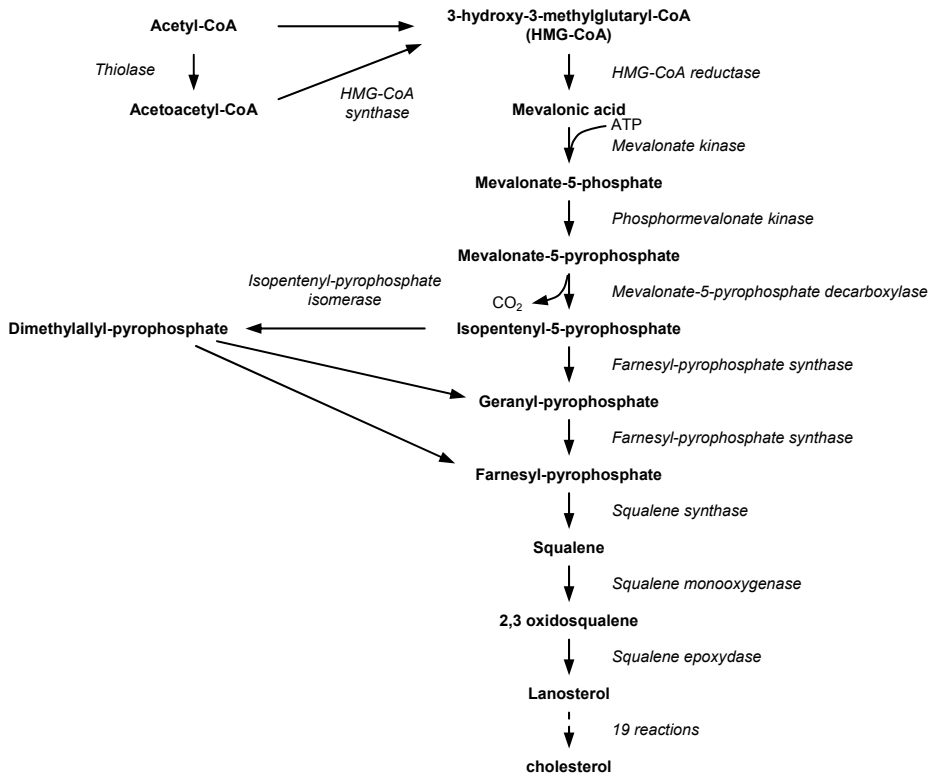 Acetyl-CoA
3-hydroxy-3-methylglutaryl-CoA
(HMG-CoA)
Thiolase
HMG-CoA reductase
Acetoacetyl-CoA
HMG-CoA
synthase
Mevalonic acid
ATP
Mevalonate kinase
Mevalonate-5-phosphate
Phosphormevalonate kinase
Mevalonate-5-pyrophosphate
Isopentenyl-pyrophosphate
isomerase
CO₂
Mevalonate-5-pyrophosphate decarboxylase
Dimethylallyl-pyrophosphate
Isopentenyl-5-pyrophosphate
Farnesyl-pyrophosphate synthase
Geranyl-pyrophosphate
Farnesyl-pyrophosphate synthase
Farnesyl-pyrophosphate
Squalene synthase
Squalene
Squalene monooxygenase
2,3 oxidosqualene
Squalene epoxydase
Lanosterol
19 reactions
cholesterol